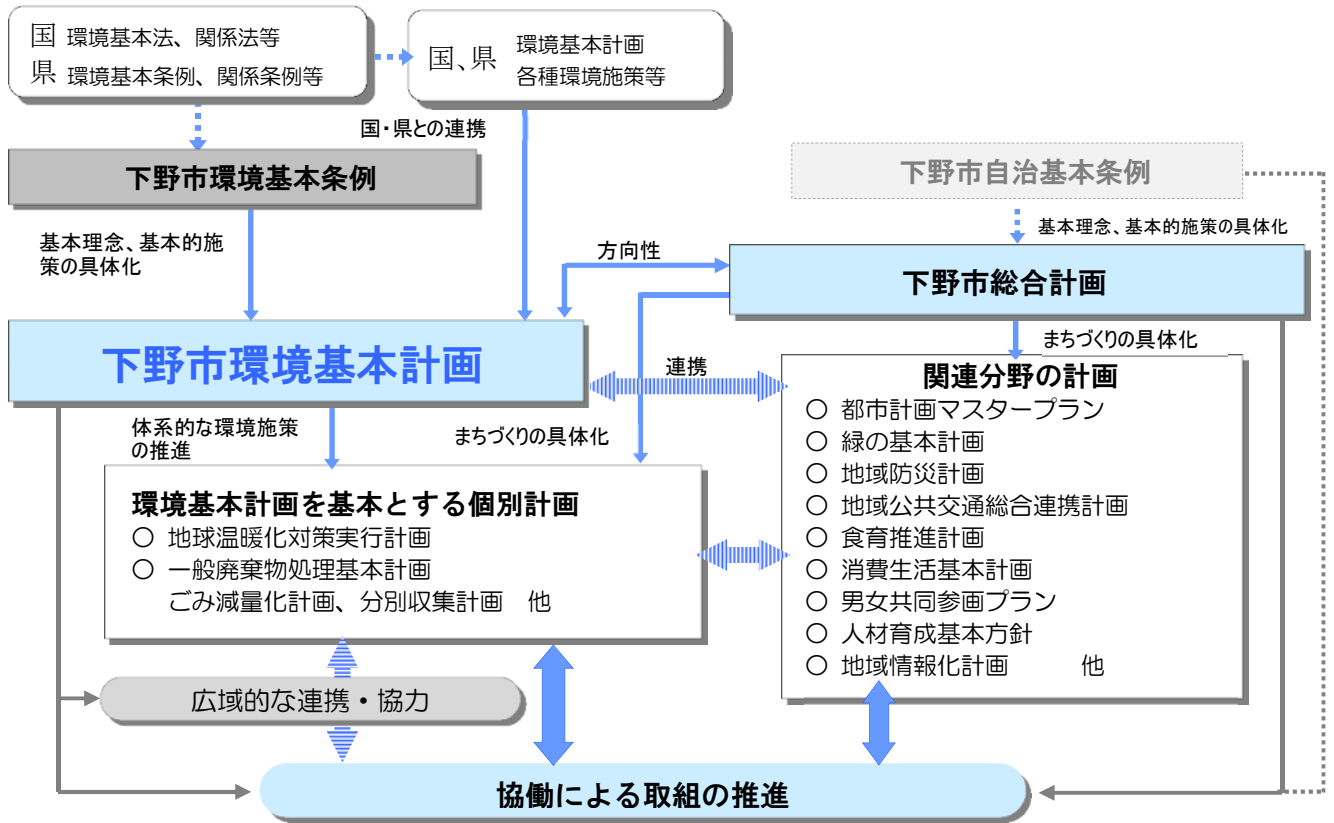 国 環境基本法、関係法等
県 環境基本条例、関係条例等
国、県 環境基本計画
各種環境施策等
国・県との連携
下野市環境基本条例
下野市自治基本条例
基本理念、基本的施
策の具体化
方向性
基本理念、基本的施策の具体化
下野市総合計画
下野市環境基本計画
まちづくりの具体化
連携
関連分野の計画
○ 都市計画マスタープラン
○ 緑の基本計画
○ 地域防災計画
○ 地域公共交通総合連携計画
○ 食育推進計画
○ 消費生活基本計画
○ 男女共同参画プラン
○ 人材育成基本方針
○ 地域情報化計画 他
体系的な環境施策
の推進
まちづくりの具体化
環境基本計画を基本とする個別計画
○ 地球温暖化対策実行計画
○ 一般廃棄物処理基本計画
ごみ減量化計画、分別収集計画 他
広域的な連携・協力
協働による取組の推進